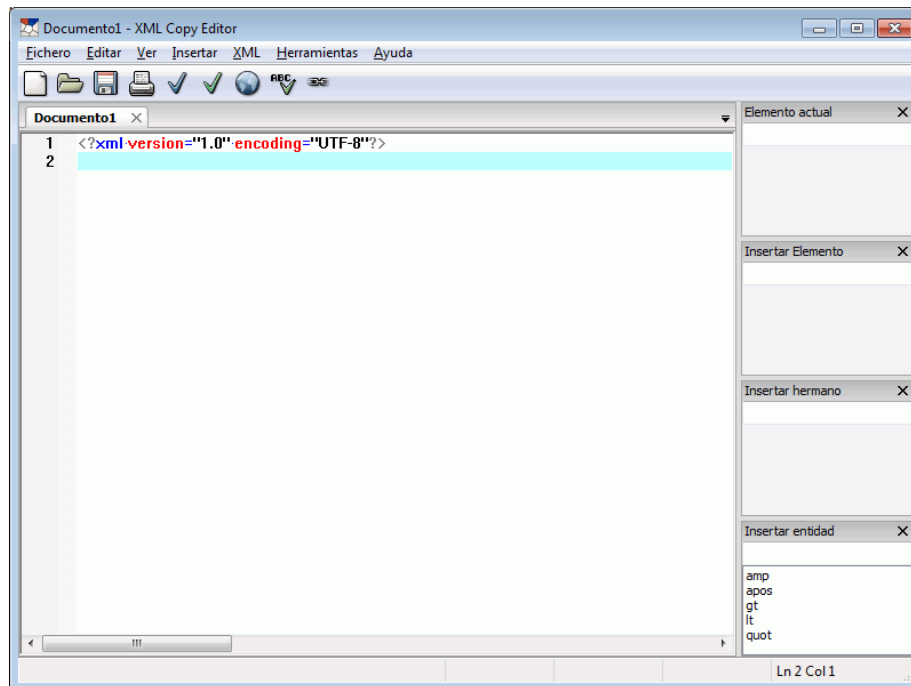 Documento1 - XML Copy Editor
Fichero Editar Ver Insertar XML Herramientas Ayuda
ABC
Documento1
1 <?xml·version="1.0"·encoding="UTF-8"?>
2
Elemento actual
Insertar Elemento
Insertar hermano
Insertar entidad
amp
apos
gt
lt
quot
Ln 2 Col 1